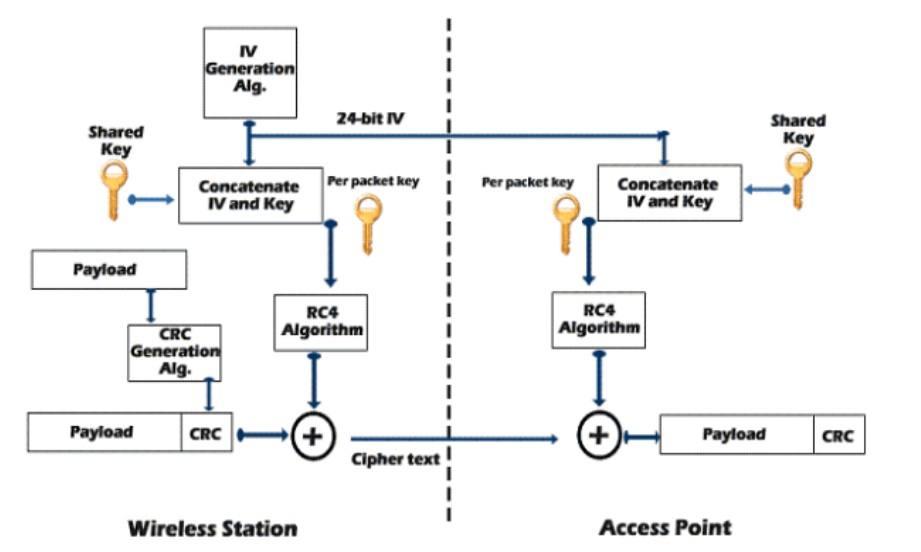 IV
Generation
Alg.
24-bit IV
Shared
Key
Shared
Key
Concatenate
IV and Key
Per packet key
Per packet key
Concatenate
IV and Key
Payload
RC4
Algorithm
RC4
Algorithm
CRC
Generation
Alg.
Payload
CRC
+
+
Payload
CRC
Cipher text
Wireless Station
Access Point